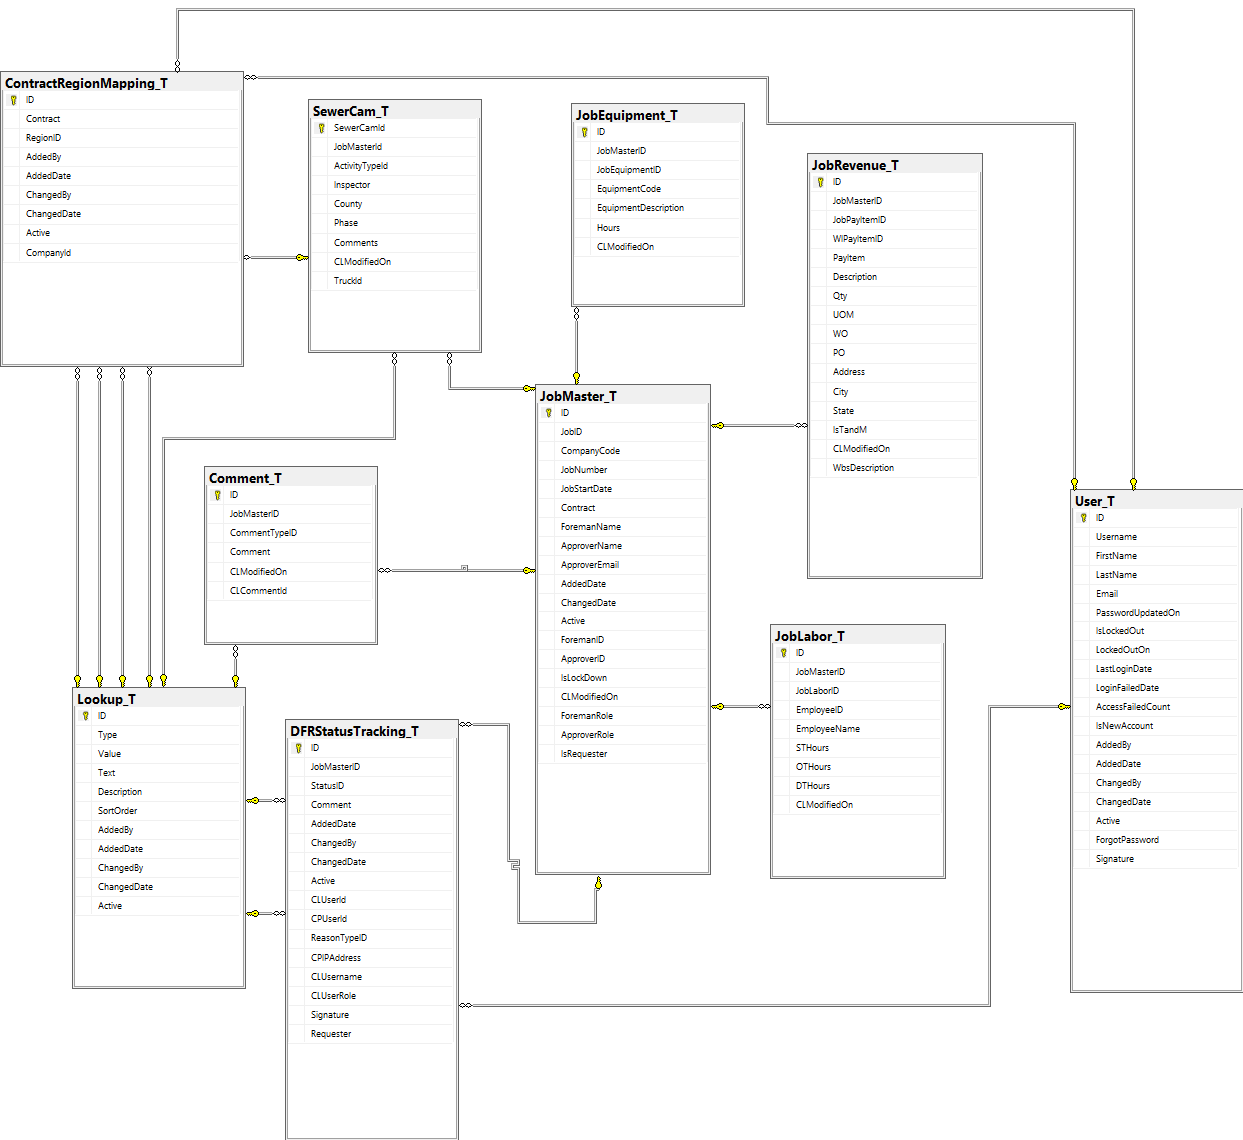 ContractRegionMapping_T
ID
Contract
RegionID
AddedBy
AddedDate
ChangedBy
ChangedDate
Active
CompanyId
SewerCam_T
SewerCamId
JobMasterId
ActivityTypeId
Inspector
County
Phase
Comments
CLModifiedOn
TruckId
JobEquipment_T
ID
JobMasterID
JobEquipmentID
EquipmentCode
EquipmentDescription
Hours
CLModifiedOn
JobRevenue_T
ID
JobMasterID
JobPayItemID
WIPayItemID
PayItem
Description
Qty
UOM
WO
PO
Address
City
State
IsTandM
CLModifiedOn
WbsDescription
JobMaster_T
ID
JobID
CompanyCode
JobNumber
JobStartDate
Contract
ForemanName
ApproverName
ApproverEmail
AddedDate
ChangedDate
Active
ForemanID
ApproverID
IsLockDown
CLModifiedOn
ForemanRole
ApproverRole
IsRequester
Comment_T
ID
JobMasterID
CommentTypeID
Comment
CLModifiedOn
CLCommentId
User_T
ID
Username
FirstName
LastName
Email
PasswordUpdatedOn
IsLockedOut
LockedOutOn
LastLoginDate
LoginFailedDate
AccessFailedCount
IsNewAccount
AddedBy
AddedDate
ChangedBy
ChangedDate
Active
ForgotPassword
Signature
JobLabor_T
ID
JobMasterID
JobLaborID
EmployeeID
EmployeeName
STHours
OTHours
DTHours
CLModifiedOn
Lookup_T
ID
Type
Value
Text
Description
SortOrder
AddedBy
AddedDate
ChangedBy
ChangedDate
Active
DFRStatusTracking_T
ID
JobMasterID
StatusID
Comment
AddedDate
ChangedBy
ChangedDate
Active
CLUserId
CPUserId
ReasonTypeID
CPIPAddress
CLUsername
CLUserRole
Signature
Requester